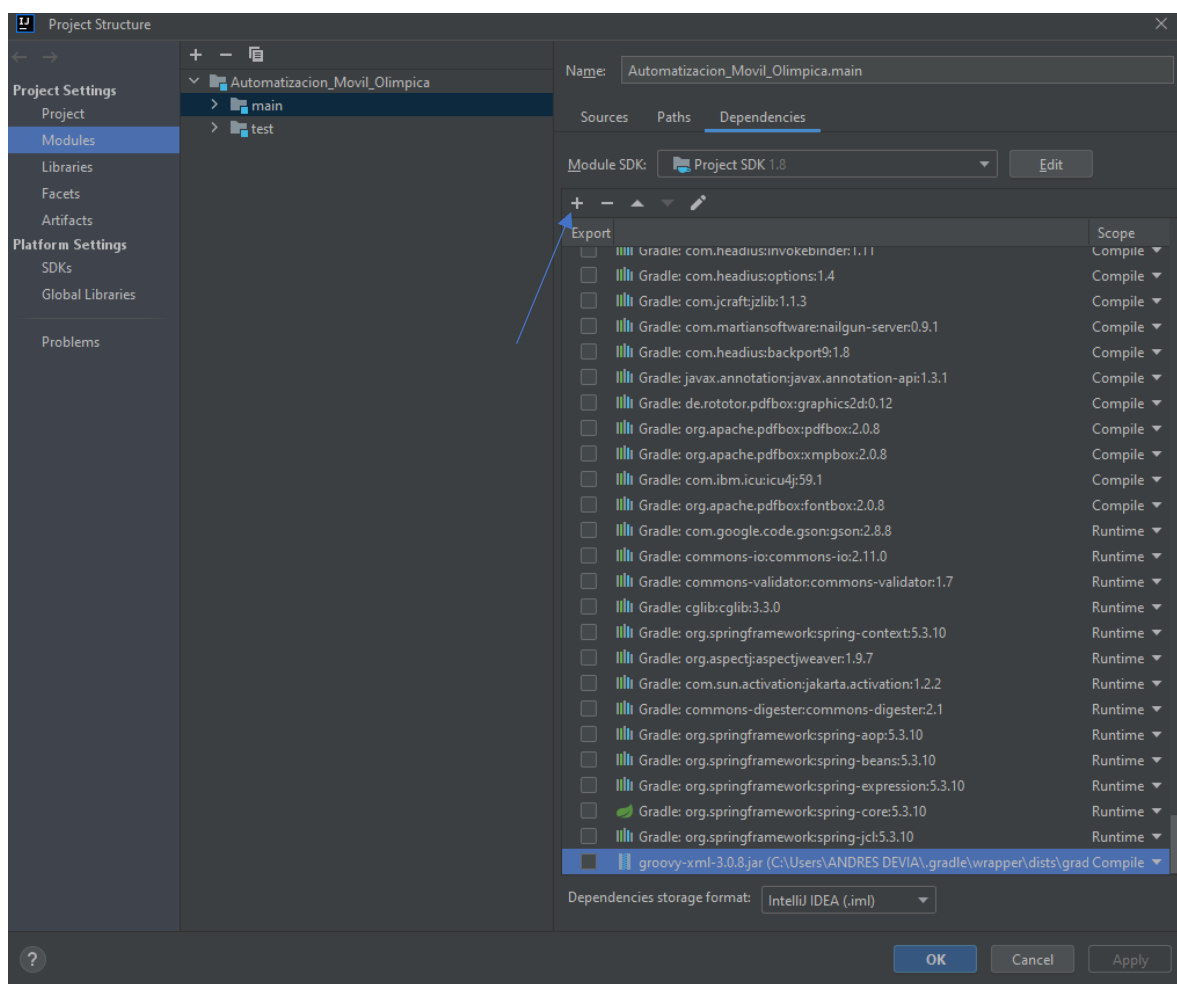 IJ Project Structure
Project Settings
Project
Modules
Libraries
Facets
Artifacts
Platform Settings
SDKs
Global Libraries
Problems
Automatizacion_Movil_Olimpica
main
test
Name: Automatizacion_Movil_Olimpica.main
Sources Paths Dependencies
Module SDK: Project SDK 1.8 Edit
Export Scope
Gradle: com.headius:invokebinder:1.11 Compile
Gradle: com.headius:options:1.4 Compile
Gradle: com.jcraft:jzlib:1.1.3 Compile
Gradle: com.martiansoftware:nailgun-server:0.9.1 Compile
Gradle: com.headius:backport9:1.8 Compile
Gradle: javax.annotation:javax.annotation-api:1.3.1 Compile
Gradle: de.rototor.pdfbox:graphics2d:0.12 Compile
Gradle: org.apache.pdfbox:pdfbox:2.0.8 Compile
Gradle: org.apache.pdfbox:xmpbox:2.0.8 Compile
Gradle: com.ibm.icu:icu4j:59.1 Compile
Gradle: org.apache.pdfbox:fontbox:2.0.8 Compile
Gradle: com.google.code.gson:gson:2.8.8 Runtime
Gradle: commons-io:commons-io:2.11.0 Runtime
Gradle: commons-validator:commons-validator:1.7 Runtime
Gradle: cglib:cglib:3.3.0 Runtime
Gradle: org.springframework:spring-context:5.3.10 Runtime
Gradle: org.aspectj:aspectjweaver:1.9.7 Runtime
Gradle: com.sun.activation:jakarta.activation:1.2.2 Runtime
Gradle: commons-digester:commons-digester:2.1 Runtime
Gradle: org.springframework:spring-aop:5.3.10 Runtime
Gradle: org.springframework:spring-beans:5.3.10 Runtime
Gradle: org.springframework:spring-expression:5.3.10 Runtime
Gradle: org.springframework:spring-core:5.3.10 Runtime
Gradle: org.springframework:spring-jcl:5.3.10 Runtime
groovy-xml-3.0.8.jar (C:\Users\ANDRES DEVIA\.gradle\wrapper\dists\grad Compile
Dependencies storage format: IntelliJ IDEA (.iml)
? OK Cancel Apply